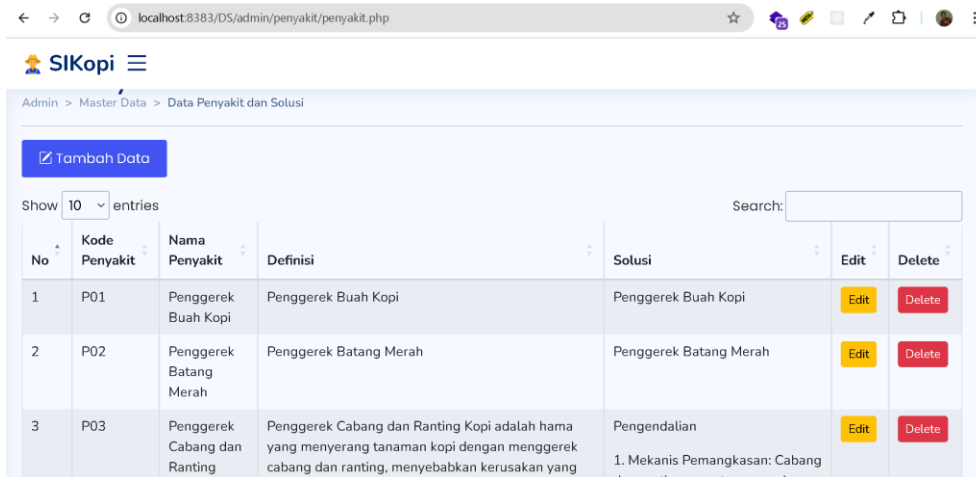 localhost:8383/DS/admin/penyakit/penyakit.php
25
SIKopi
Admin > Master Data > Data Penyakit dan Solusi
Tambah Data
Show 10 entries
Search:
No
Kode
Penyakit
Nama
Penyakit
Definisi
Solusi
Edit
Delete
1
P01
Penggerek
Buah Kopi
Penggerek Buah Kopi
Penggerek Buah Kopi
Edit
Delete
2
P02
Penggerek
Batang
Merah
Penggerek Batang Merah
Penggerek Batang Merah
Edit
Delete
3
P03
Penggerek
Cabang dan
Ranting
Penggerek Cabang dan Ranting Kopi adalah hama
yang menyerang tanaman kopi dengan menggerek
cabang dan ranting, menyebabkan kerusakan yang
Pengendalian
1. Mekanis Pemangkasan: Cabang
Edit
Delete